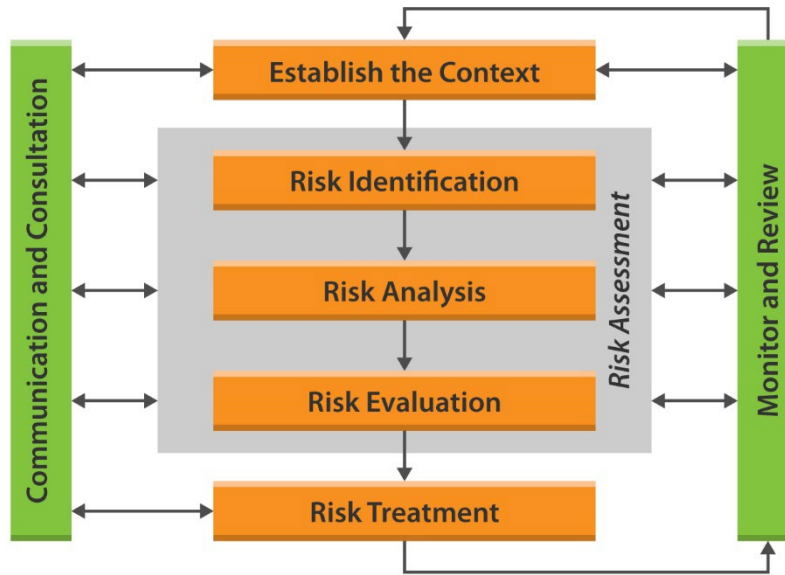 Establish the Context
Communication and Consultation
Risk Identification
Risk Analysis
Risk Evaluation
Risk Assessment
Monitor and Review
Risk Treatment